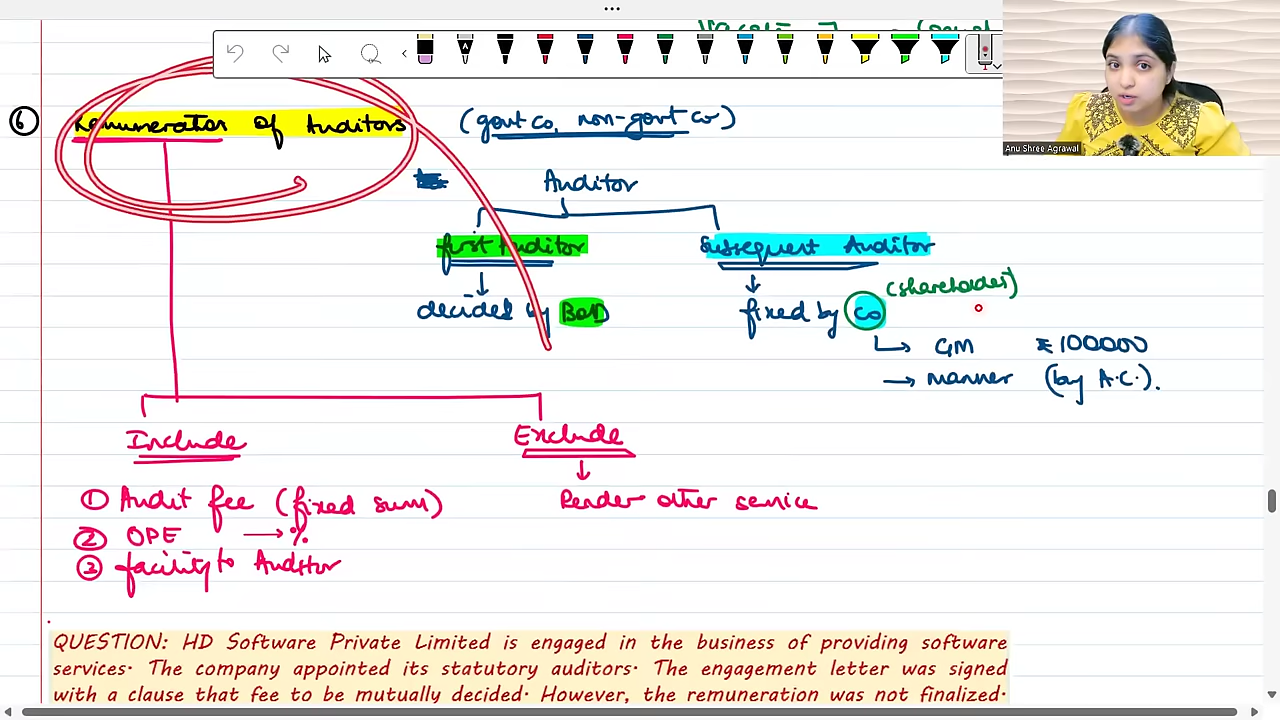 ...
Anu Shree Agrawal
6 Remuneration of Auditors (govt co, non-govt co)
Auditor
first Auditor Subsequent Auditor
decided by BOD fixed by Co (shareholder)
GM ₹100000
manner (by A.C.).
Include Exclude
① Audit fee (fixed sum) Render other service
② OPE → %
③ facility to Auditor
QUESTION: HD Software Private Limited is engaged in the business of providing software
services. The company appointed its statutory auditors. The engagement letter was signed
with a clause that fee to be mutually decided. However, the remuneration was not finalized.